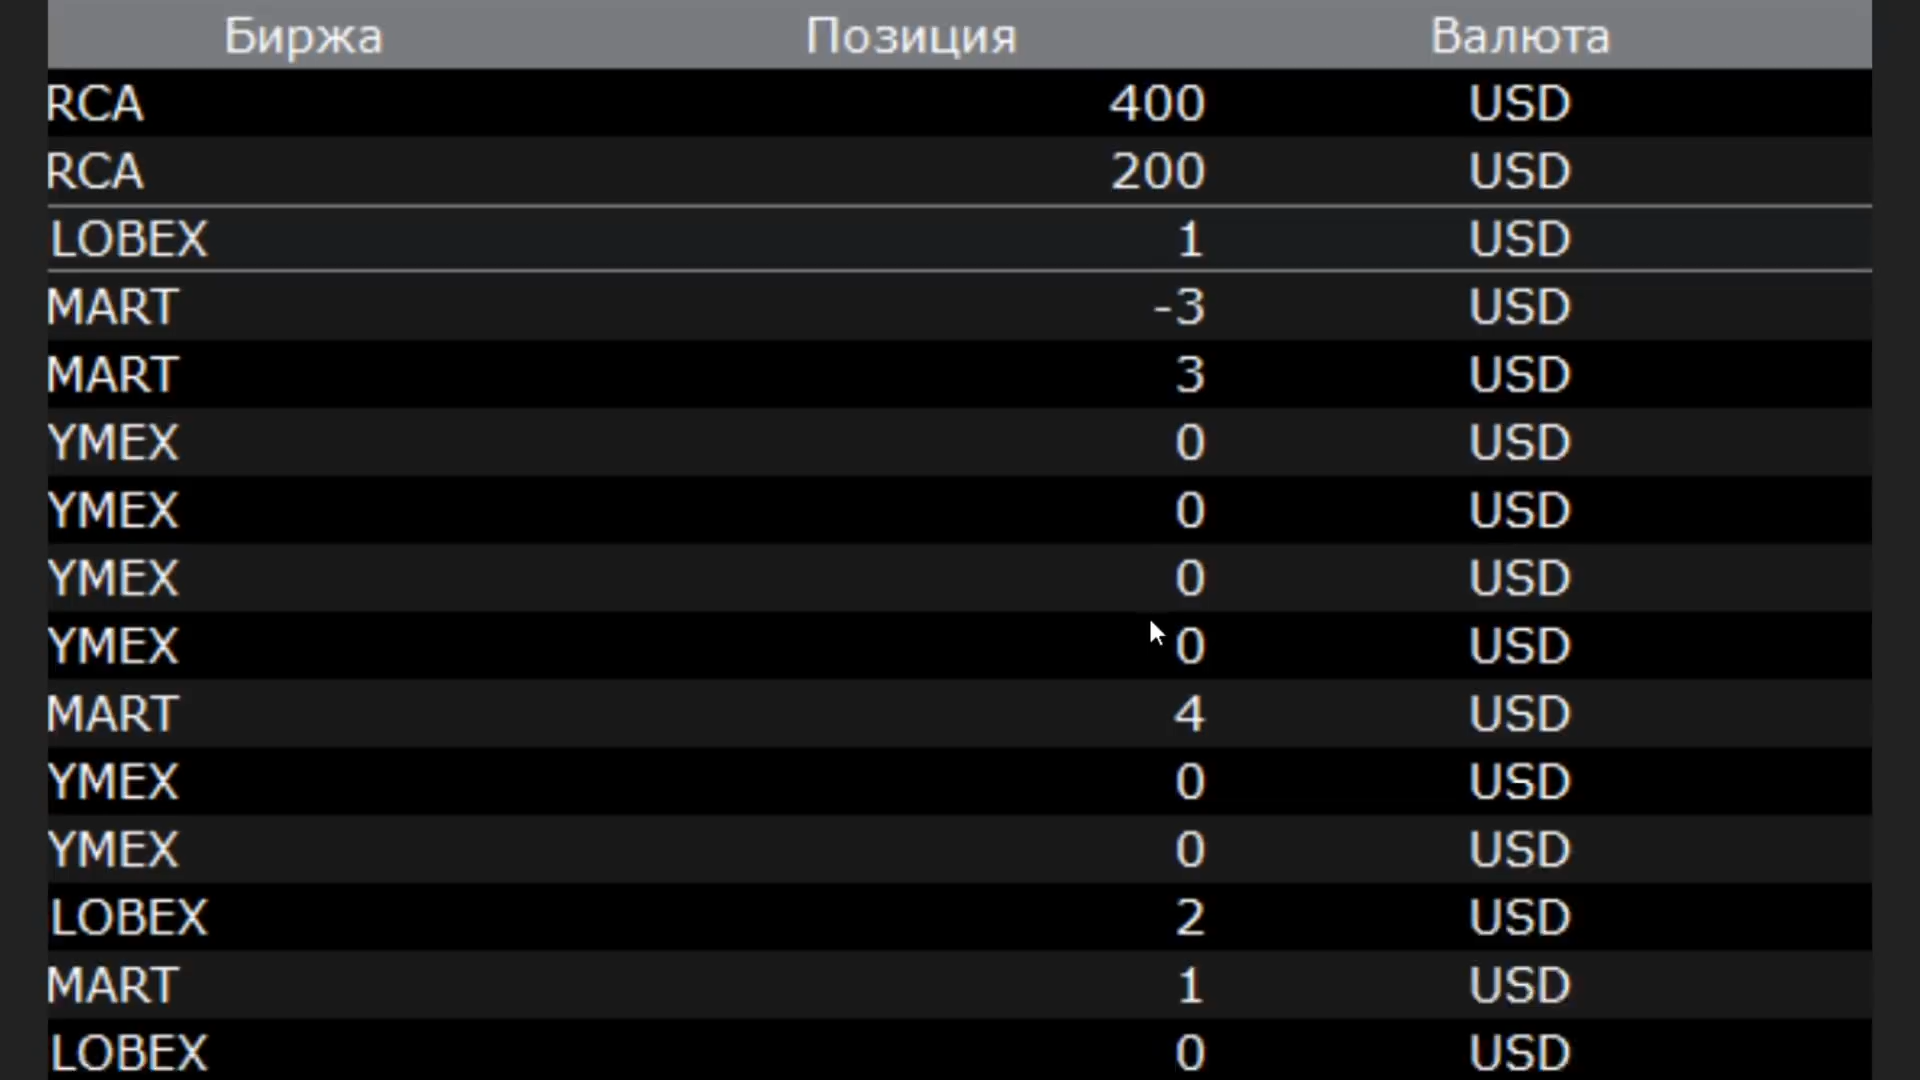 Биржа Позиция Валюта
RCA 400 USD
RCA 200 USD
LOBEX 1 USD
MART -3 USD
MART 3 USD
YMEX 0 USD
YMEX 0 USD
YMEX 0 USD
YMEX 0 USD
MART 4 USD
YMEX 0 USD
YMEX 0 USD
LOBEX 2 USD
MART 1 USD
LOBEX 0 USD